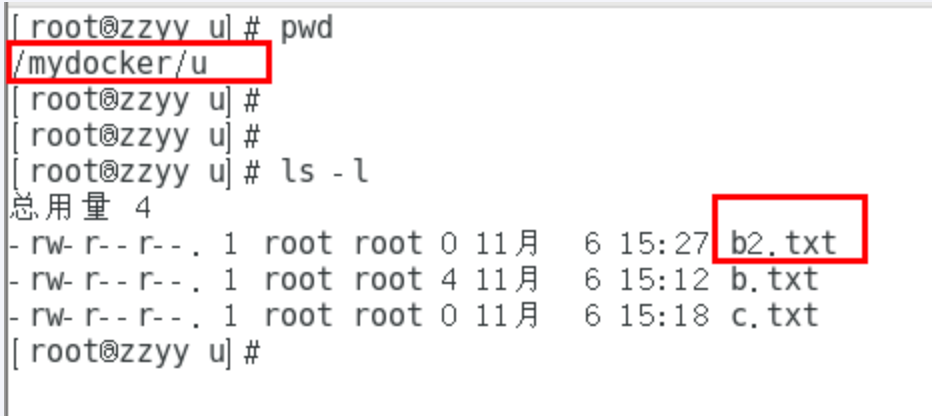 [root@zzyy u]# pwd
/mydocker/u
[root@zzyy u]#
[root@zzyy u]#
[root@zzyy u]# ls -l
总用量 4
-rw-r--r--. 1 root root 0 11月  6 15:27 b2.txt
-rw-r--r--. 1 root root 4 11月  6 15:12 b.txt
-rw-r--r--. 1 root root 0 11月  6 15:18 c.txt
[root@zzyy u]#